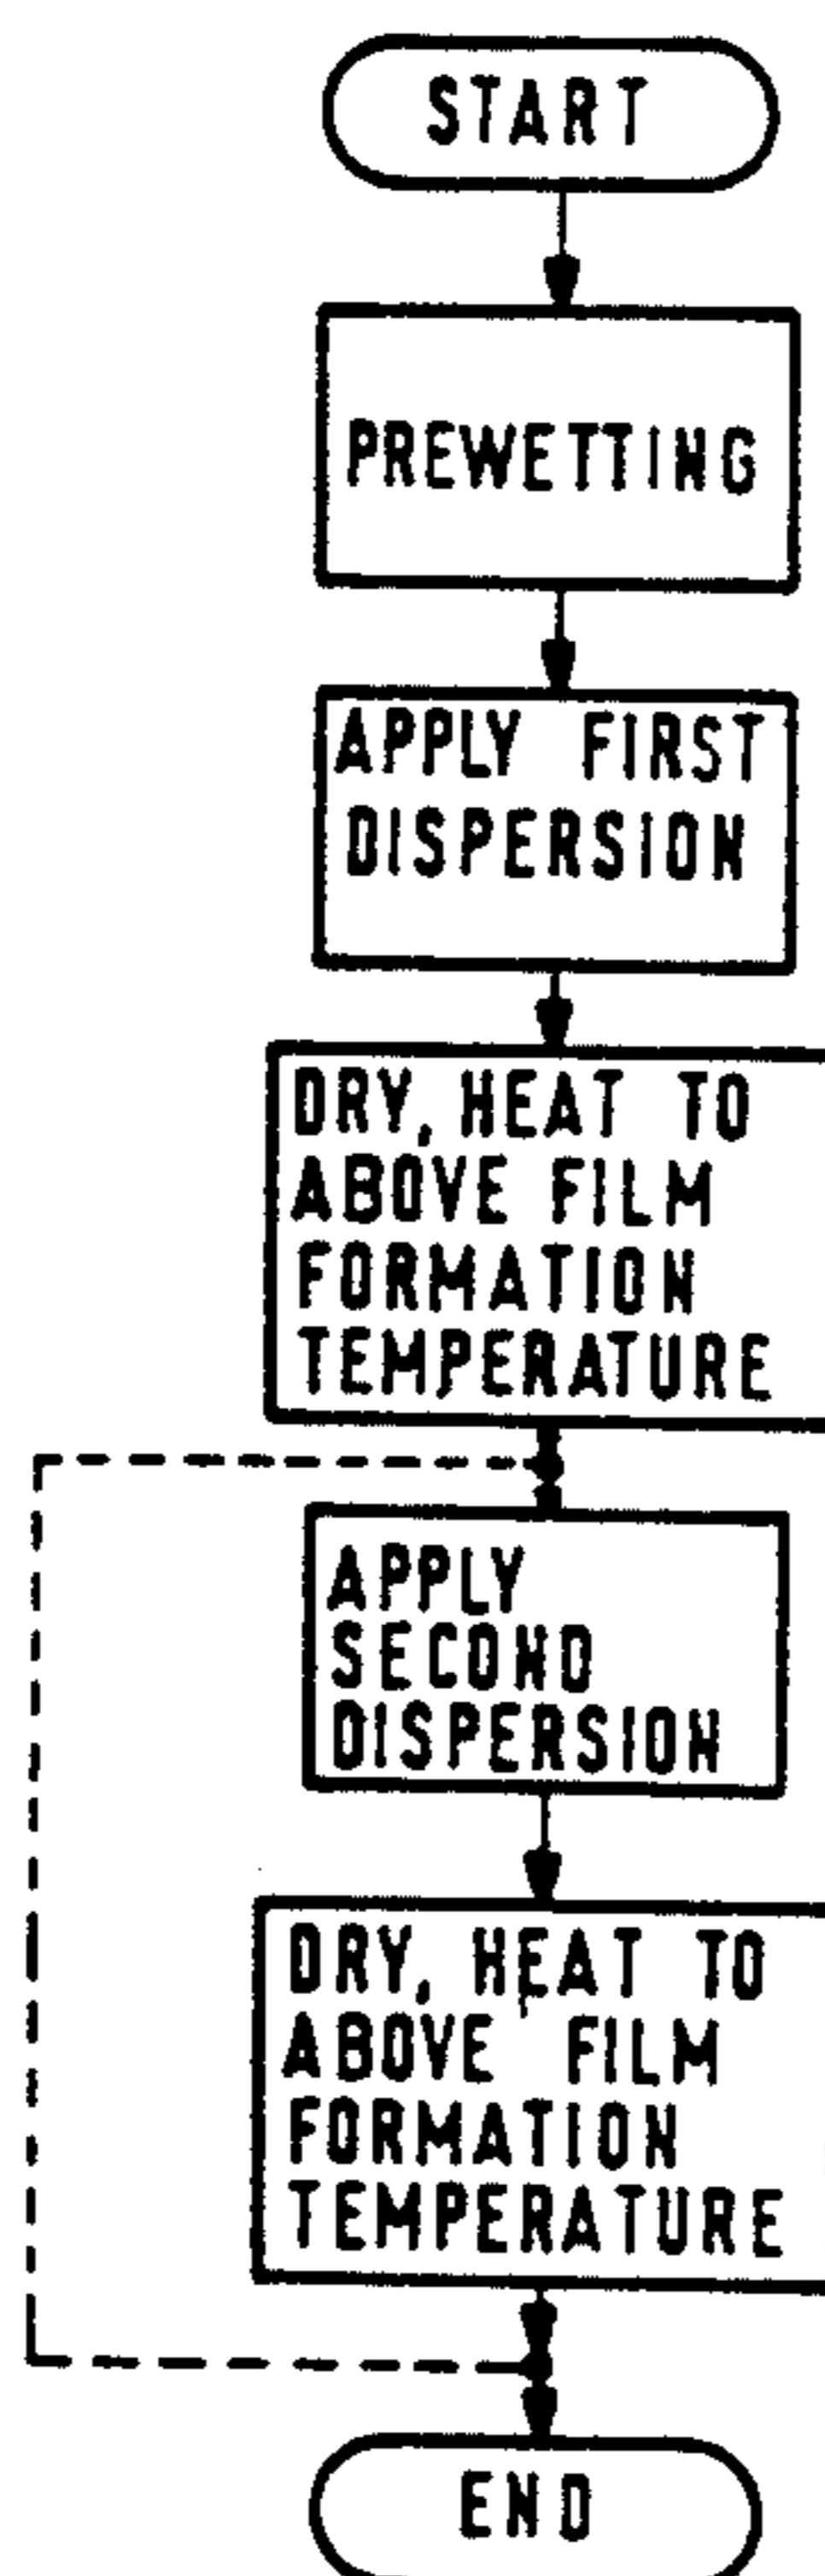 START
PREWETTING
APPLY FIRST
DISPERSION
DRY, HEAT TO
ABOVE FILM
FORMATION
TEMPERATURE
APPLY
SECOND
DISPERSION
DRY, HEAT TO
ABOVE FILM
FORMATION
TEMPERATURE
END